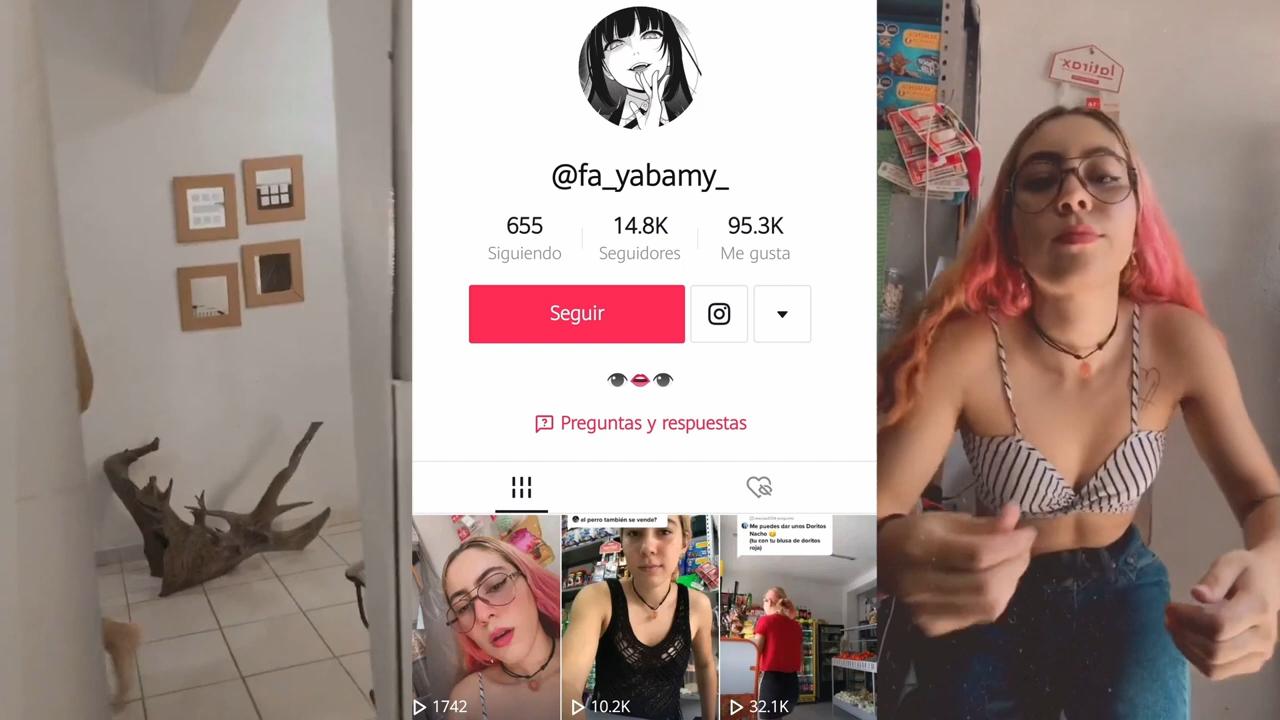 @fa_yabamy_
655
14.8K
95.3K
Siguiendo
Seguidores
Me gusta
Seguir
Preguntas y respuestas
el perro también se vende?
Me puedes dar unos Doritos
Nacho
(tu con tu blusa de doritos
roja)
1742
10.2K
32.1K
latirax